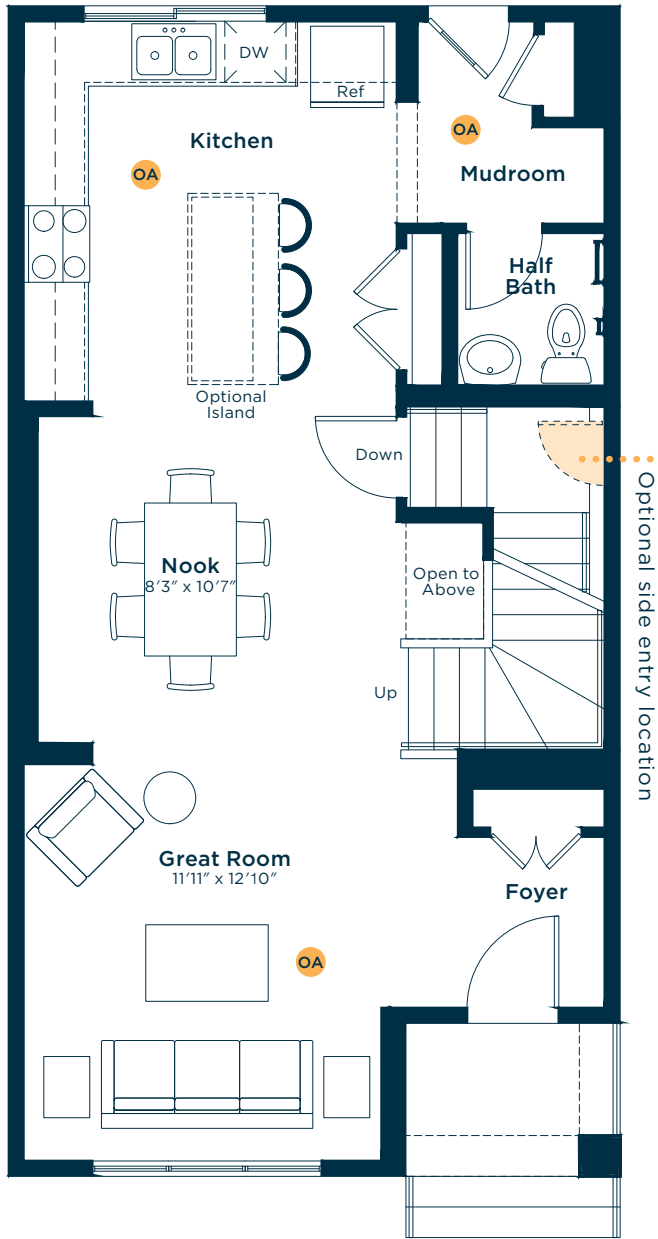 DW
Ref
Kitchen
OA
OA
Mudroom
Half
Bath
Optional
Island
Down
Optional side entry location
Nook
8'3" x 10'7"
Open to
Above
Up
Great Room
11'11" x 12'10"
Foyer
OA